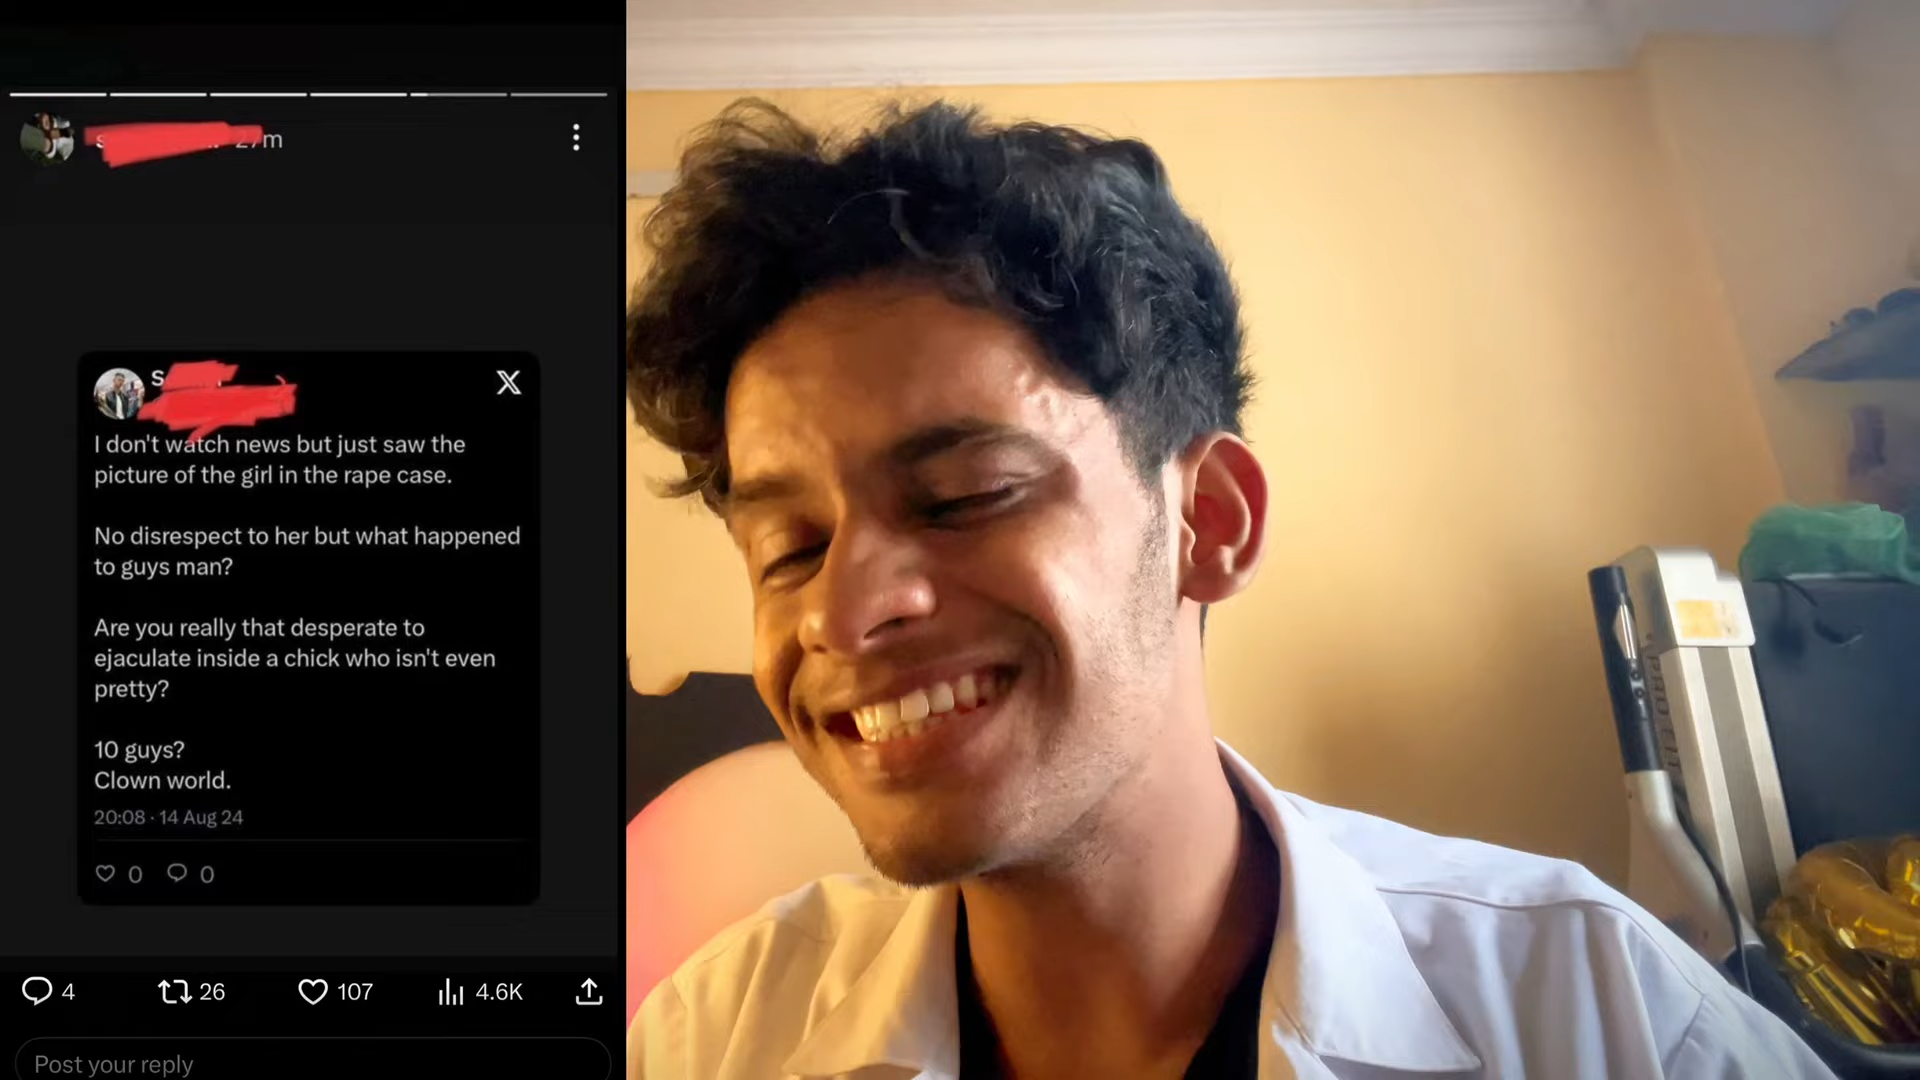 27m
I don't watch news but just saw the
picture of the girl in the rape case.
No disrespect to her but what happened
to guys man?
Are you really that desperate to
ejaculate inside a chick who isn't even
pretty?
10 guys?
Clown world.
20:08 · 14 Aug 24
0 0
4 26 107 4.6K
Post your reply